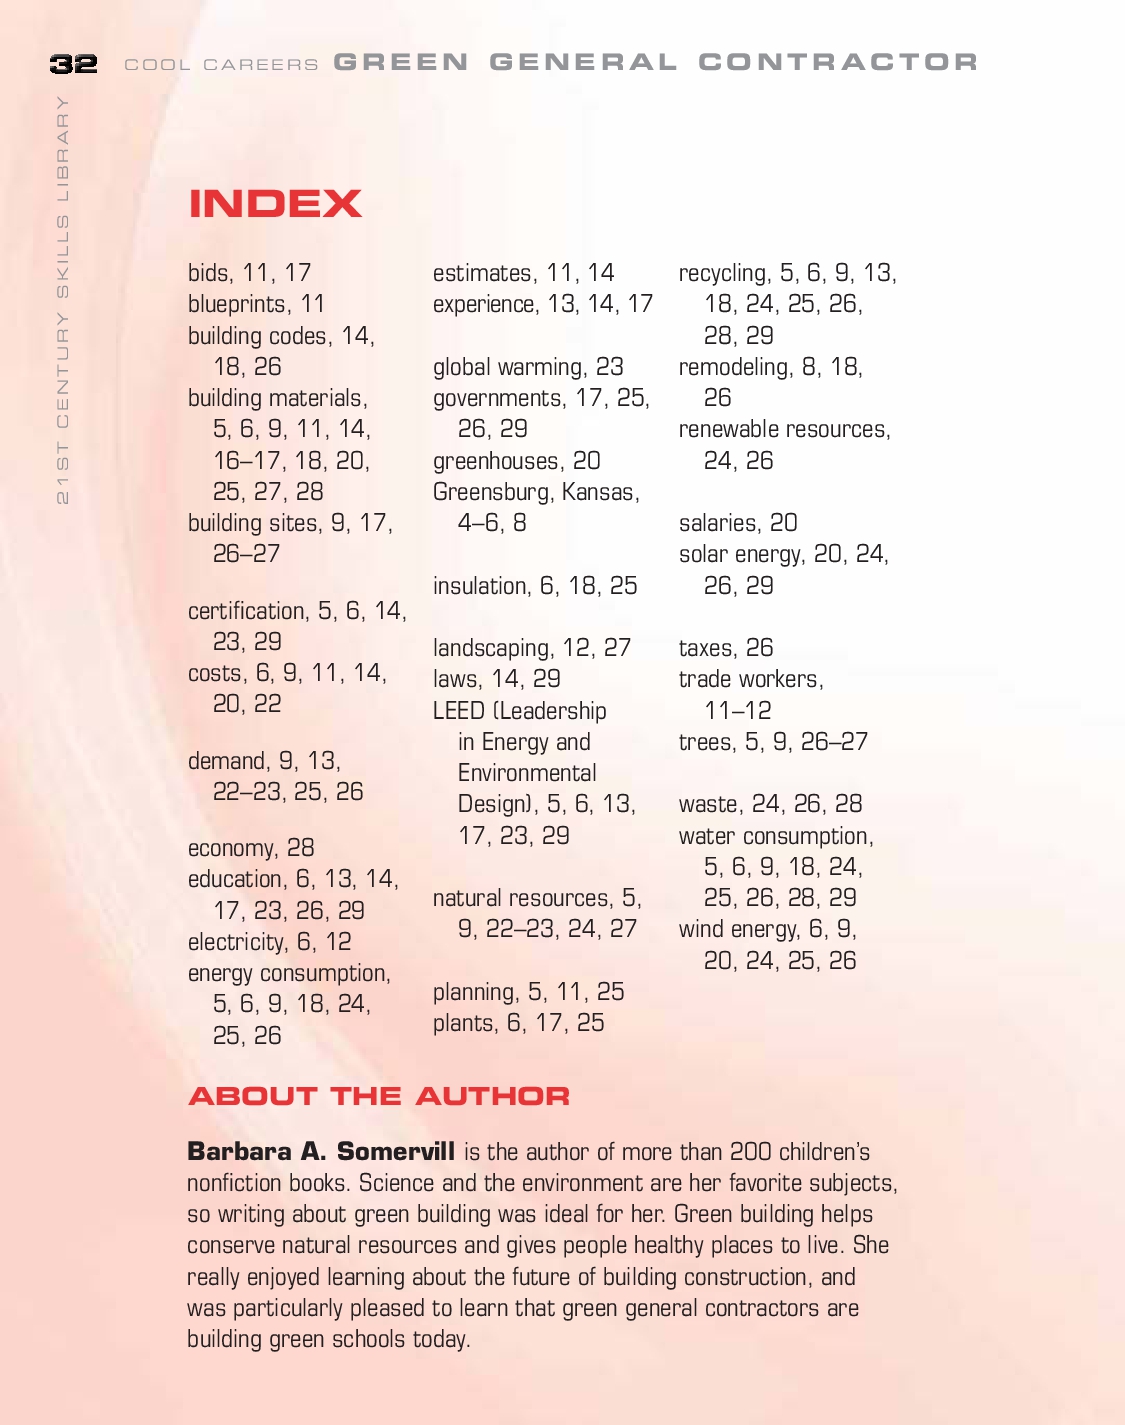 32 COOL CAREERS GREEN GENERAL CONTRACTOR
21ST CENTURY SKILLS LIBRARY
INDEX
bids, 11, 17
blueprints, 11
building codes, 14,
18, 26
building materials,
5, 6, 9, 11, 14,
16–17, 18, 20,
25, 27, 28
building sites, 9, 17,
26–27
certification, 5, 6, 14,
23, 29
costs, 6, 9, 11, 14,
20, 22
demand, 9, 13,
22–23, 25, 26
economy, 28
education, 6, 13, 14,
17, 23, 26, 29
electricity, 6, 12
energy consumption,
5, 6, 9, 18, 24,
25, 26
estimates, 11, 14
experience, 13, 14, 17
global warming, 23
governments, 17, 25,
26, 29
greenhouses, 20
Greensburg, Kansas,
4–6, 8
insulation, 6, 18, 25
landscaping, 12, 27
laws, 14, 29
LEED (Leadership
in Energy and
Environmental
Design), 5, 6, 13,
17, 23, 29
natural resources, 5,
9, 22–23, 24, 27
planning, 5, 11, 25
plants, 6, 17, 25
recycling, 5, 6, 9, 13,
18, 24, 25, 26,
28, 29
remodeling, 8, 18,
26
renewable resources,
24, 26
salaries, 20
solar energy, 20, 24,
26, 29
taxes, 26
trade workers,
11–12
trees, 5, 9, 26–27
waste, 24, 26, 28
water consumption,
5, 6, 9, 18, 24,
25, 26, 28, 29
wind energy, 6, 9,
20, 24, 25, 26
ABOUT THE AUTHOR
Barbara A. Somervill is the author of more than 200 children's
nonfiction books. Science and the environment are her favorite subjects,
so writing about green building was ideal for her. Green building helps
conserve natural resources and gives people healthy places to live. She
really enjoyed learning about the future of building construction, and
was particularly pleased to learn that green general contractors are
building green schools today.